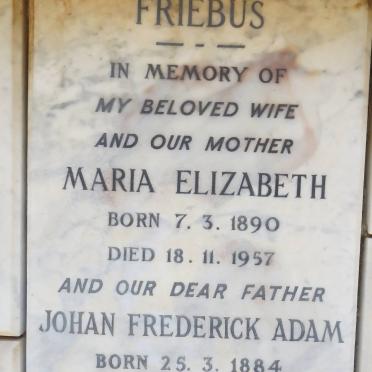 FRIEBUS
IN MEMORY OF
MY BELOVED WIFE
AND OUR MOTHER
MARIA ELIZABETH
BORN 7. 3. 1890
DIED 18. 11. 1957
AND OUR DEAR FATHER
JOHAN FREDERICK ADAM
BORN 25. 3. 1884